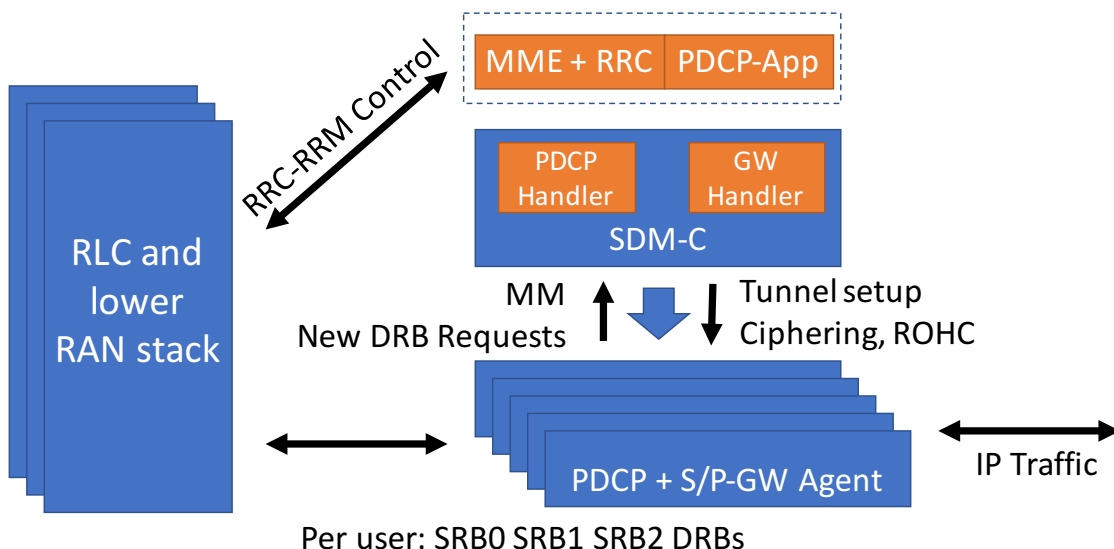 MME + RRC
PDCP-App
RRC-RRM Control
PDCP
Handler
GW
Handler
SDM-C
RLC and
lower
RAN stack
MM
New DRB Requests
Tunnel setup
Ciphering, ROHC
PDCP + S/P-GW Agent
IP Traffic
Per user: SRB0 SRB1 SRB2 DRBs